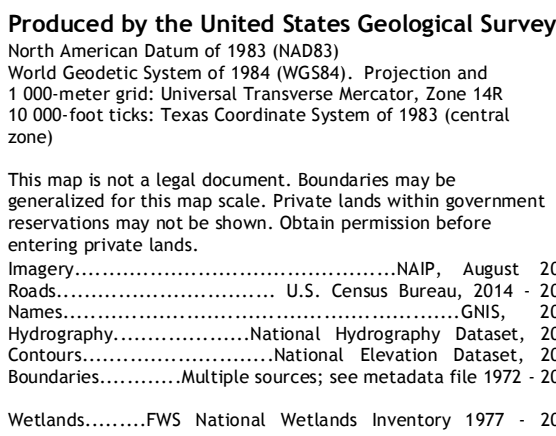 Produced by the United States Geological Survey
North American Datum of 1983 (NAD83)
World Geodetic System of 1984 (WGS84). Projection and
1 000-meter grid: Universal Transverse Mercator, Zone 14R
10 000-foot ticks: Texas Coordinate System of 1983 (central
zone)
This map is not a legal document. Boundaries may be
generalized for this map scale. Private lands within government
reservations may not be shown. Obtain permission before
entering private lands.
Imagery..............................................NAIP, August 20
Roads............................... U.S. Census Bureau, 2014 - 20
Names.........................................................GNIS, 20
Hydrography....................National Hydrography Dataset, 20
Contours............................National Elevation Dataset, 20
Boundaries............Multiple sources; see metadata file 1972 - 20
Wetlands.........FWS National Wetlands Inventory 1977 - 20